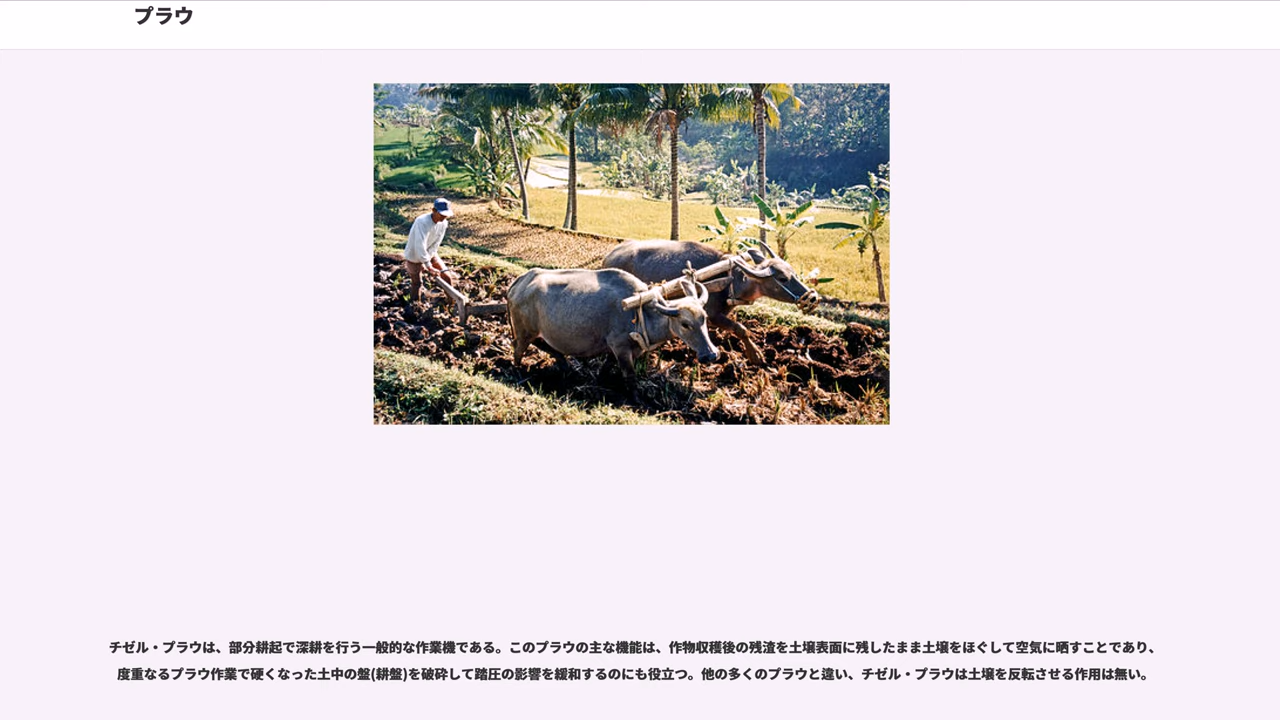 プラウ
チゼル・プラウは、部分耕起で深耕を行う一般的な作業機である。このプラウの主な機能は、作物収穫後の残渣を土壌表面に残したまま土壌をほぐして空気に晒すことであり、
度重なるプラウ作業で硬くなった土中の盤(耕盤)を破砕して踏圧の影響を緩和するのにも役立つ。他の多くのプラウと違い、チゼル・プラウは土壌を反転させる作用は無い。